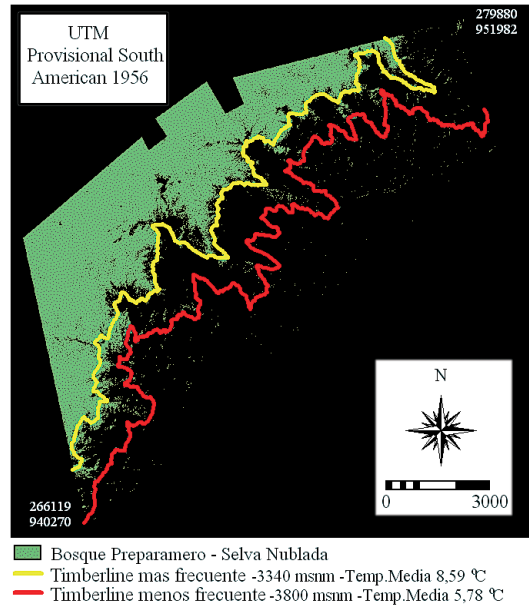 UTM
Provisional South
American 1956
279880
951982
N
0 3000
266119
940270
Bosque Preparamero - Selva Nublada
Timberline mas frecuente -3340 msnm -Temp.Media 8,59 °C
Timberline menos frecuente -3800 msnm -Temp.Media 5,78 °C